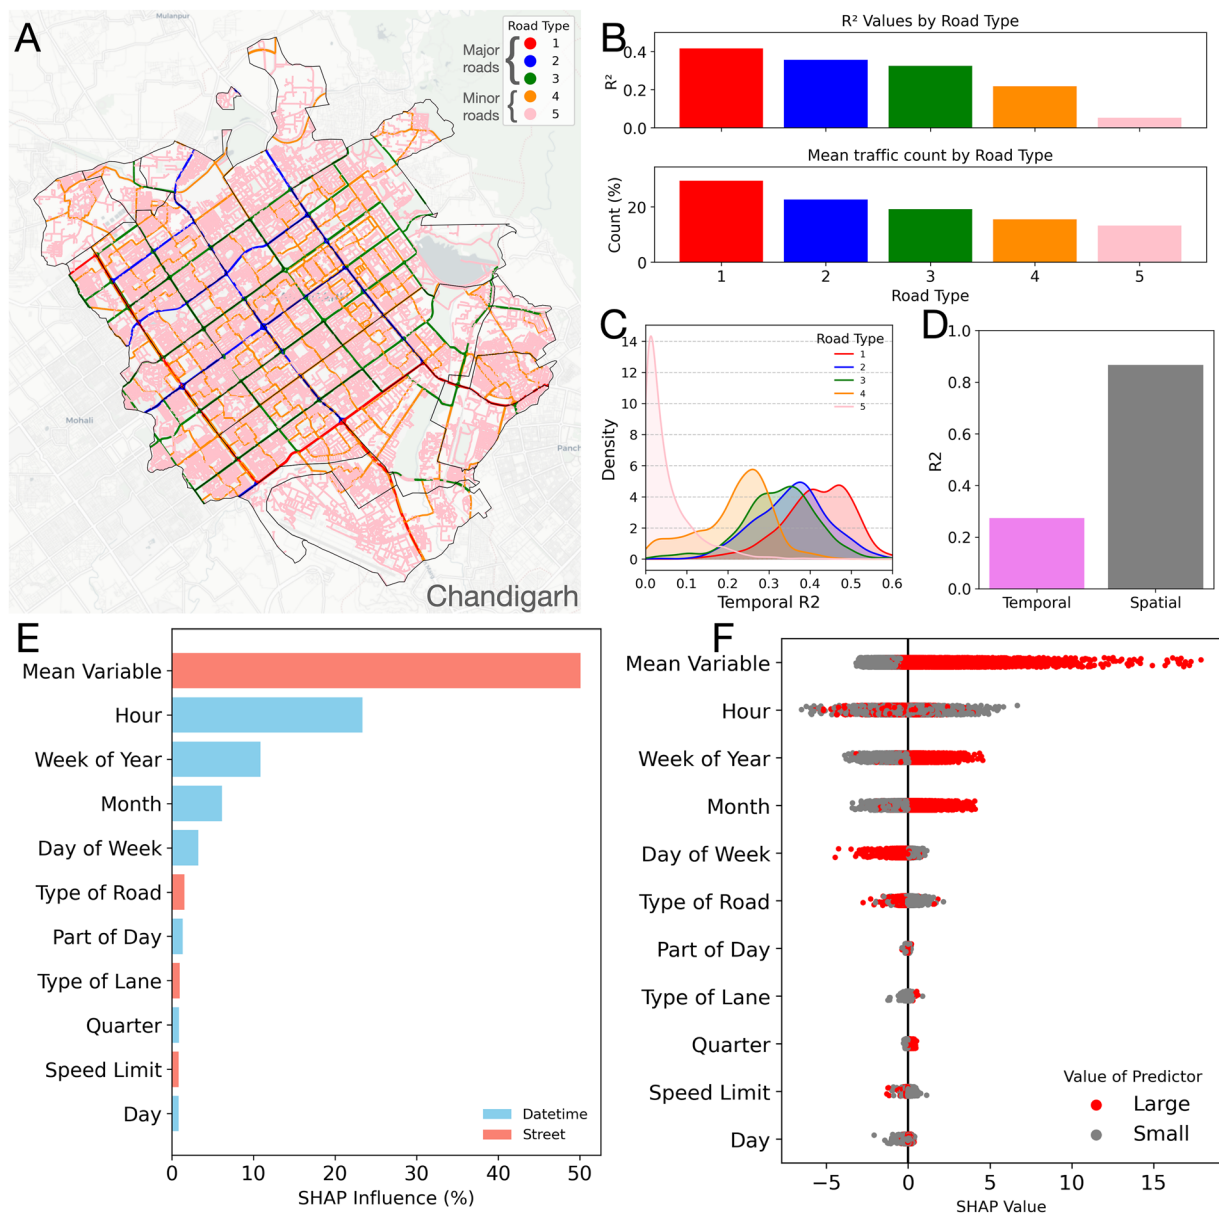 A
Mulanpur
Road Type
Major
roads
{
1
2
3
Minor
roads
{
4
5
Mohali
Panch
Chandigarh
B
R² Values by Road Type
R²
0.4
0.2
0.0
Mean traffic count by Road Type
Count (%)
20
0
1 2 3 4 5
Road Type
C
Road Type
1
2
3
4
5
Density
14
12
10
8
6
4
2
0
0.0 0.1 0.2 0.3 0.4 0.5 0.6
Temporal R2
D
R2
1.0
0.8
0.6
0.4
0.2
0.0
Temporal Spatial
E
Mean Variable
Hour
Week of Year
Month
Day of Week
Type of Road
Part of Day
Type of Lane
Quarter
Speed Limit
Day
Datetime
Street
0 10 20 30 40 50
SHAP Influence (%)
F
Mean Variable
Hour
Week of Year
Month
Day of Week
Type of Road
Part of Day
Type of Lane
Quarter
Speed Limit
Day
Value of Predictor
Large
Small
−5 0 5 10 15
SHAP Value